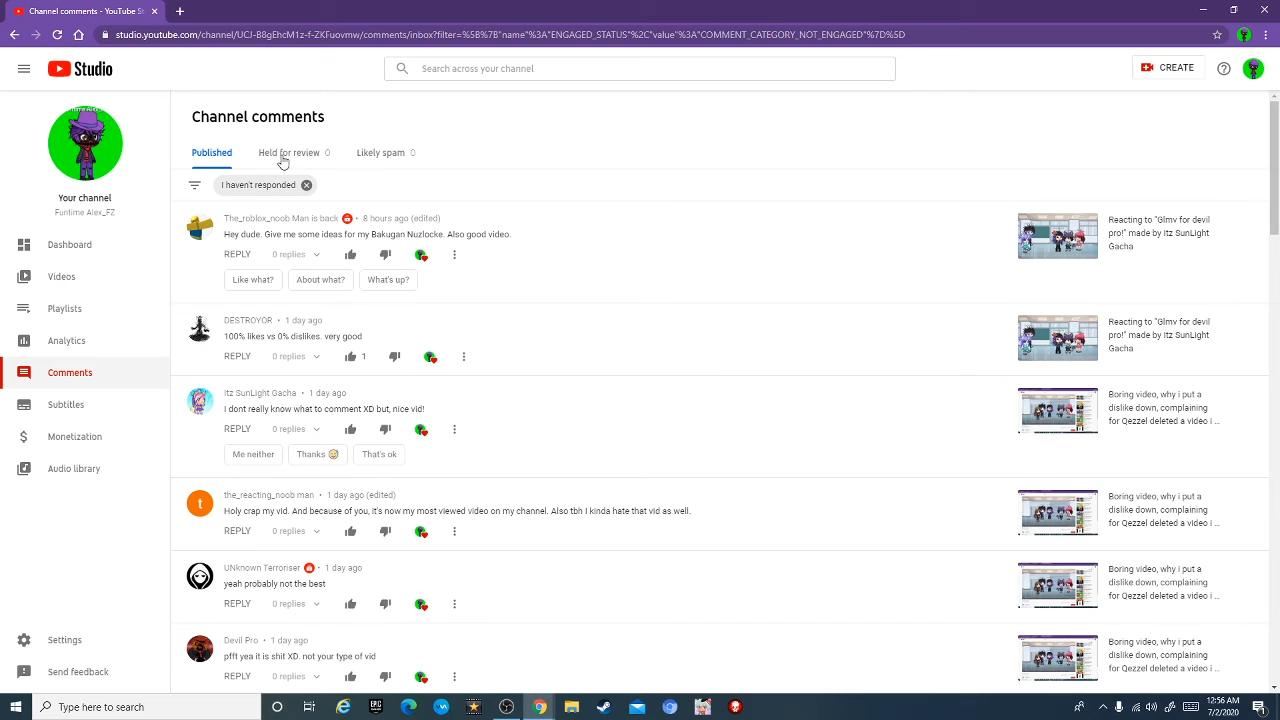 Channel comments - YouTube St
studio.youtube.com/channel/UCJ-B8gEhcM1z-f-ZKFuovmw/comments/inbox?filter=%5B%7B"name"%3A"ENGAGED_STATUS"%2C"value"%3A"COMMENT_CATEGORY_NOT_ENGAGED"%7D%5D
Studio
Search across your channel
CREATE
Your channel
Funtime Alex_FZ
Dashboard
Videos
Playlists
Analytics
Comments
Subtitles
Monetization
Audio library
Settings
Send feedback
Channel comments
Published
Held for review 0
Likely spam 0
I haven't responded
The_roblox_noob Man is back • 8 hours ago (edited)
Hey dude. Give me some ideas for my Bakugan Nuzlocke. Also good video.
REPLY 0 replies
Like what? About what? What's up?
Reacting to "Glmv for devil
pro!" made by Itz SunLight
Gacha
DESTROYOR • 1 day ago
100% likes vs 0% dislikes. very good
REPLY 0 replies 1
Reacting to "Glmv for devil
pro!" made by Itz SunLight
Gacha
Itz SunLight Gacha • 1 day ago
I dont really know what to comment XD but, nice vid!
REPLY 0 replies
Me neither Thanks 😅 That's ok
Boring video, why i put a
dislike down, complaining
for Qezzel deleted a video i ...
t
the_reacting_noob man • 1 day ago (edited)
Holy crap my vid. And because of you, it's now my most viewed video on my channel. Also tbh I kinda hate that vid as well.
REPLY 0 replies
Boring video, why i put a
dislike down, complaining
for Qezzel deleted a video i ...
UNknown Terroriser • 1 day ago
yeah probably not the best
REPLY 0 replies
Boring video, why i put a
dislike down, complaining
for Qezzel deleted a video i ...
Devil Pro • 1 day ago
pfft yea it is shit XD. not your type of vid
REPLY 0 replies
Boring video, why i put a
dislike down, complaining
for Qezzel deleted a video i ...
Type here to search
12:56 AM
7/2/2020